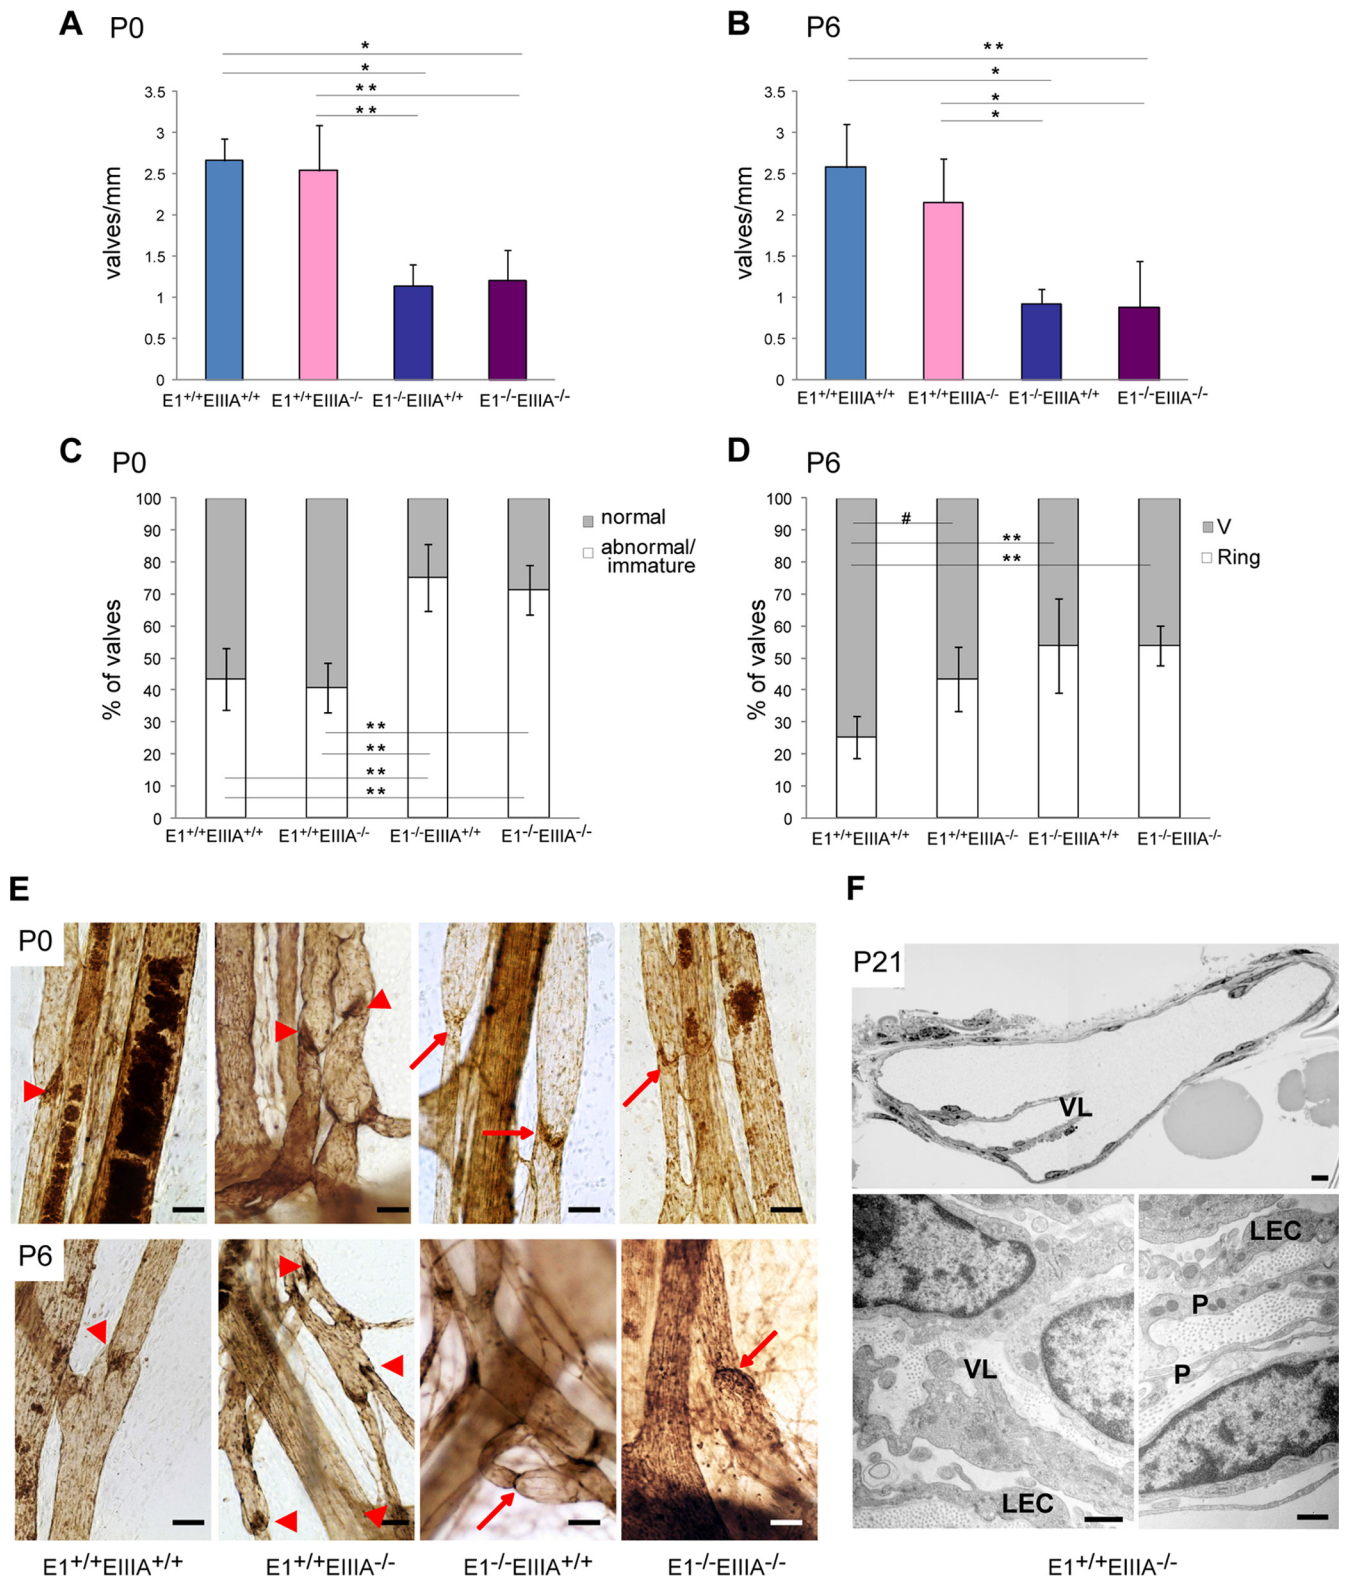 A P0
*
*
**
**
3.5
3
2.5
2
1.5
1
0.5
0
valves/mm
E1+/+EIIIA+/+ E1+/+EIIIA-/- E1-/-EIIIA+/+ E1-/-EIIIA-/-
B P6
**
*
*
*
3.5
3
2.5
2
1.5
1
0.5
0
valves/mm
E1+/+EIIIA+/+ E1+/+EIIIA-/- E1-/-EIIIA+/+ E1-/-EIIIA-/-
C P0
100
90
80
70
60
50
40
30
20
10
0
% of valves
normal
abnormal/
immature
**
**
**
**
E1+/+EIIIA+/+ E1+/+EIIIA-/- E1-/-EIIIA+/+ E1-/-EIIIA-/-
D P6
100
90
80
70
60
50
40
30
20
10
0
% of valves
#
**
**
V
Ring
E1+/+EIIIA+/+ E1+/+EIIIA-/- E1-/-EIIIA+/+ E1-/-EIIIA-/-
E
P0
P6
E1+/+EIIIA+/+ E1+/+EIIIA-/- E1-/-EIIIA+/+ E1-/-EIIIA-/-
F
P21
VL
VL
LEC
LEC
P
P
E1+/+EIIIA-/-